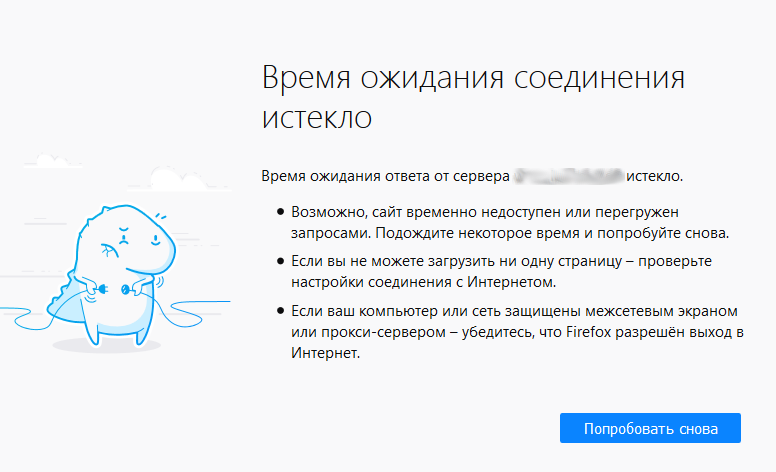 Время ожидания соединения
истекло
Время ожидания ответа от сервера истекло.
Возможно, сайт временно недоступен или перегружен
запросами. Подождите некоторое время и попробуйте снова.
Если вы не можете загрузить ни одну страницу – проверьте
настройки соединения с Интернетом.
Если ваш компьютер или сеть защищены межсетевым экраном
или прокси-сервером – убедитесь, что Firefox разрешён выход в
Интернет.
Попробовать снова